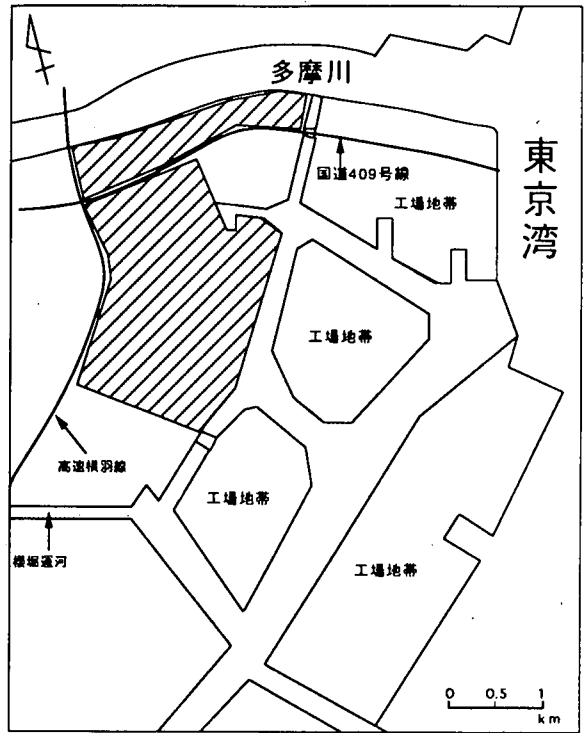 多摩川
国道409号線
工場地帯
東京湾
工場地帯
高速横羽線
工場地帯
桜堀運河
工場地帯
0 0.5 1
km